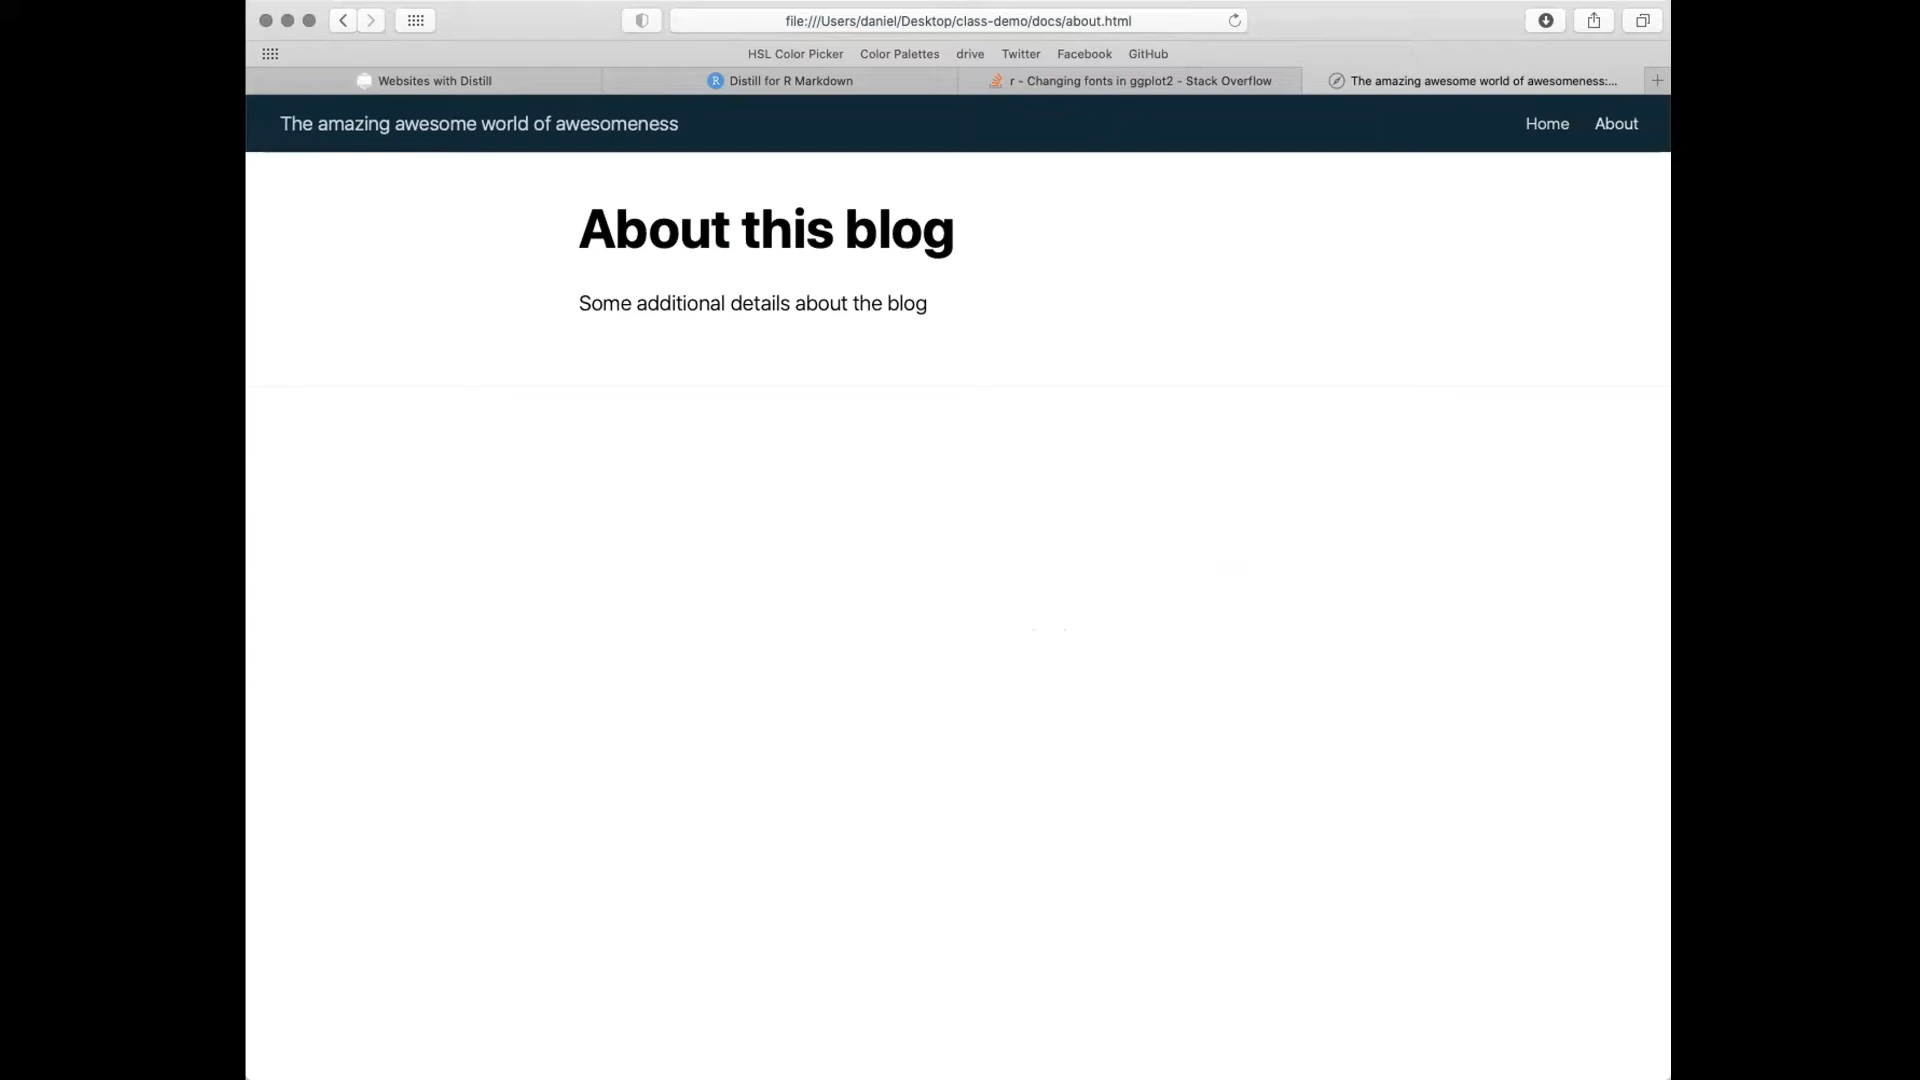 file:///Users/daniel/Desktop/class-demo/docs/about.html
HSL Color Picker Color Palettes drive Twitter Facebook GitHub
Websites with Distill
R Distill for R Markdown
r - Changing fonts in ggplot2 - Stack Overflow
The amazing awesome world of awesomeness:...
The amazing awesome world of awesomeness
Home About
About this blog
Some additional details about the blog